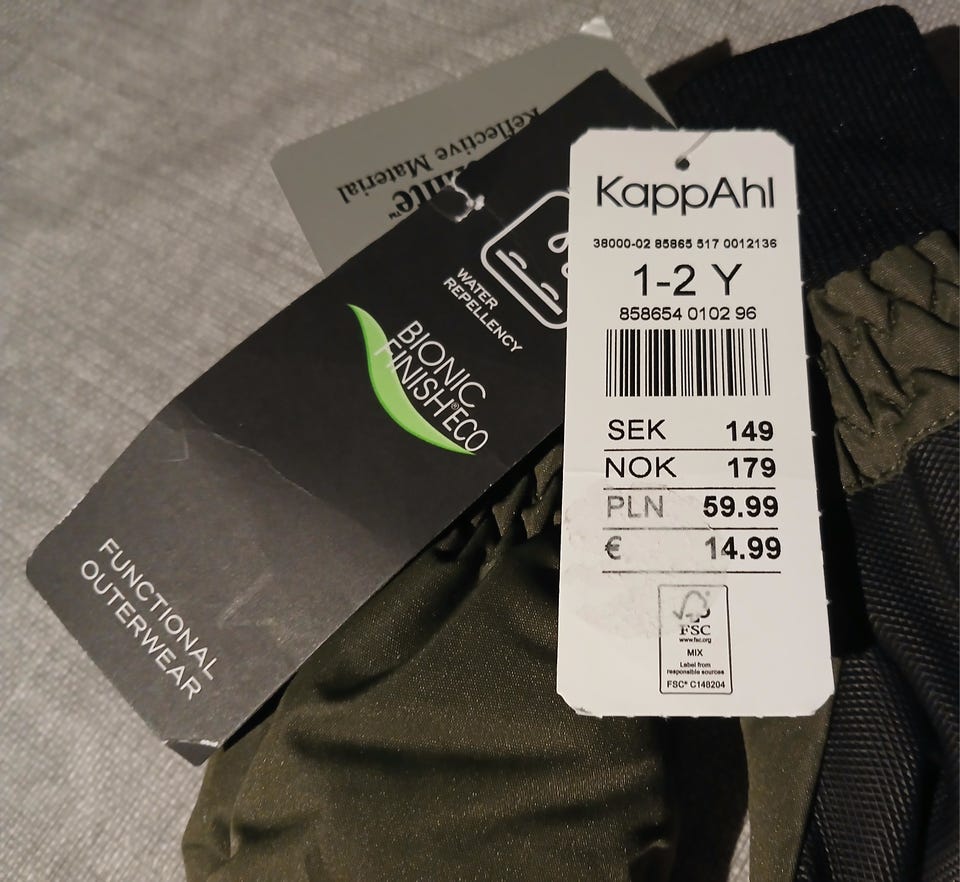 KappAhl
38000-02 85865 517 0012136
1-2 Y
858654 0102 96
SEK 149
NOK 179
PLN 59.99
€ 14.99
FSC
www.fsc.org
MIX
Label from
responsible sources
FSC® C148204
WATER
REPELLENCY
BIONIC
FINISH®ECO
FUNCTIONAL
OUTERWEAR
Reflective Material